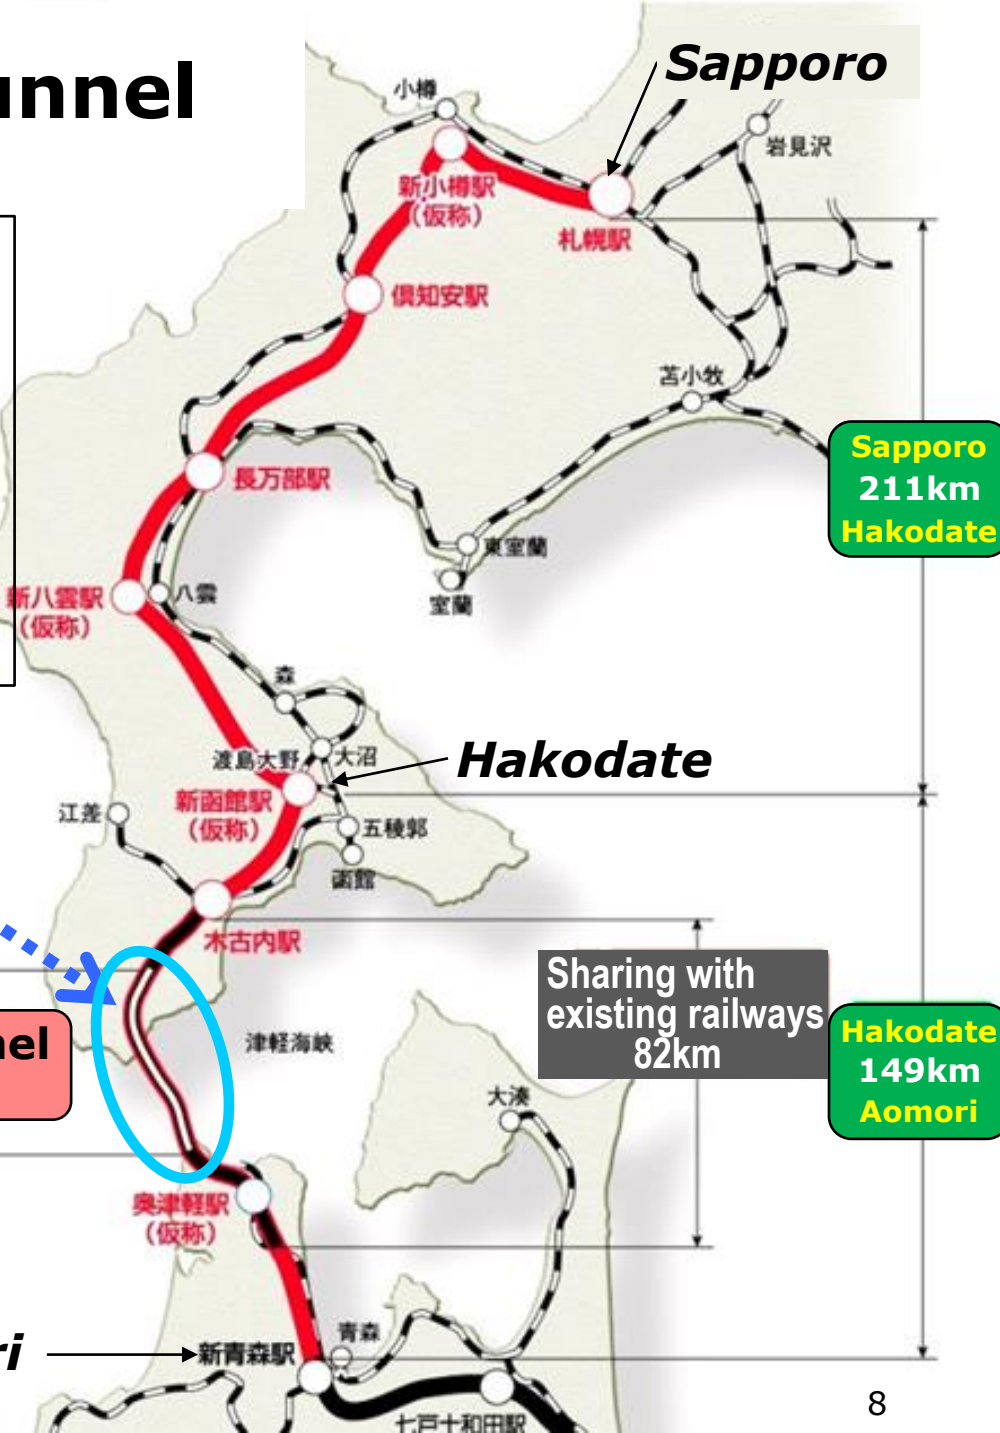 unnel
Sapporo
小樽
岩見沢
新小樽駅
(仮称)
札幌駅
倶知安駅
苫小牧
Sapporo
211km
Hakodate
長万部駅
東室蘭
室蘭
新八雲駅
(仮称)
八雲
森
渡島大野
大沼
Hakodate
新函館駅
(仮称)
江差
五稜郭
函館
木古内駅
Sharing with
existing railways
82km
nel
津軽海峡
Hakodate
149km
Aomori
大湊
奥津軽駅
(仮称)
ri
新青森駅
青森
七戸十和田駅
8